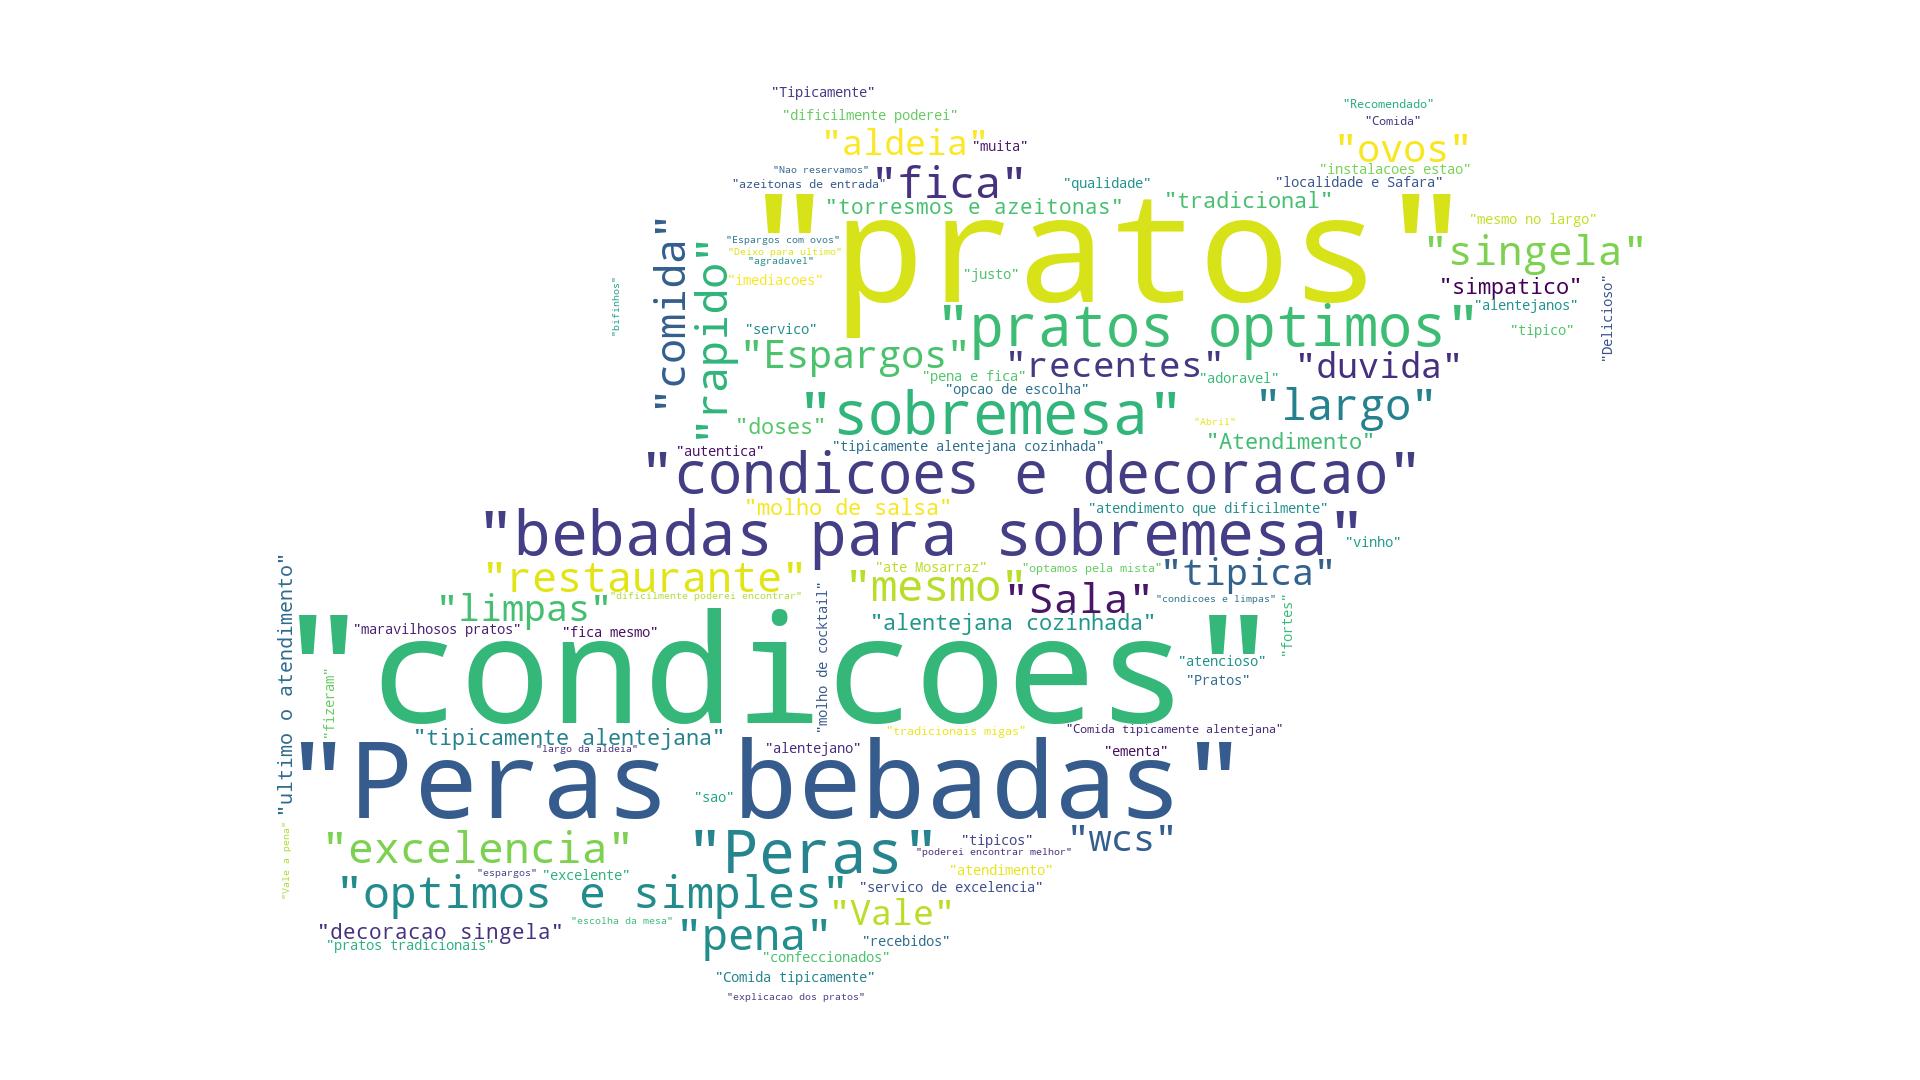 "Tipicamente"
"Recomendado"
"dificilmente poderei"
"Comida"
"aldeia"
"muita"
"ovos"
"Nao reservamos"
"instalacoes estao"
"azeitonas de entrada"
"fica"
"qualidade"
"localidade e Safara"
"torresmos e azeitonas"
"tradicional"
"mesmo no largo"
"pratos"
"Espargos com ovos"
"Deixo para ultimo"
"agradavel"
"singela"
"comida"
"rapido"
"imediacoes"
"justo"
"simpatico"
"bifinhos"
"alentejanos"
"Delicioso"
"servico"
"pratos optimos"
"tipico"
"Espargos"
"recentes"
"duvida"
"pena e fica"
"adoravel"
"opcao de escolha"
"sobremesa"
"largo"
"doses"
"Abril"
"Atendimento"
"autentica"
"tipicamente alentejana cozinhada"
"condicoes e decoracao"
"molho de salsa"
"atendimento que dificilmente"
"bebadas para sobremesa"
"vinho"
"restaurante"
"ate Mosarraz"
"optamos pela mista"
"tipica"
"mesmo"
"Sala"
"dificilmente poderei encontrar"
"condicoes e limpas"
"limpas"
"alentejana cozinhada"
"fortes"
"maravilhosos pratos"
"fica mesmo"
"ultimo o atendimento"
"molho de cocktail"
"condicoes"
"atencioso"
"Pratos"
"fizeram"
"tradicionais migas"
"Comida tipicamente alentejana"
"tipicamente alentejana"
"largo da aldeia"
"alentejano"
"ementa"
"Peras bebadas"
"sao"
"Vale a pena"
"excelencia"
"Peras"
"tipicos"
"wcs"
"poderei encontrar melhor"
"espargos"
"excelente"
"atendimento"
"optimos e simples"
"servico de excelencia"
"Vale"
"escolha da mesa"
"decoracao singela"
"pena"
"pratos tradicionais"
"recebidos"
"confeccionados"
"Comida tipicamente"
"explicacao dos pratos"